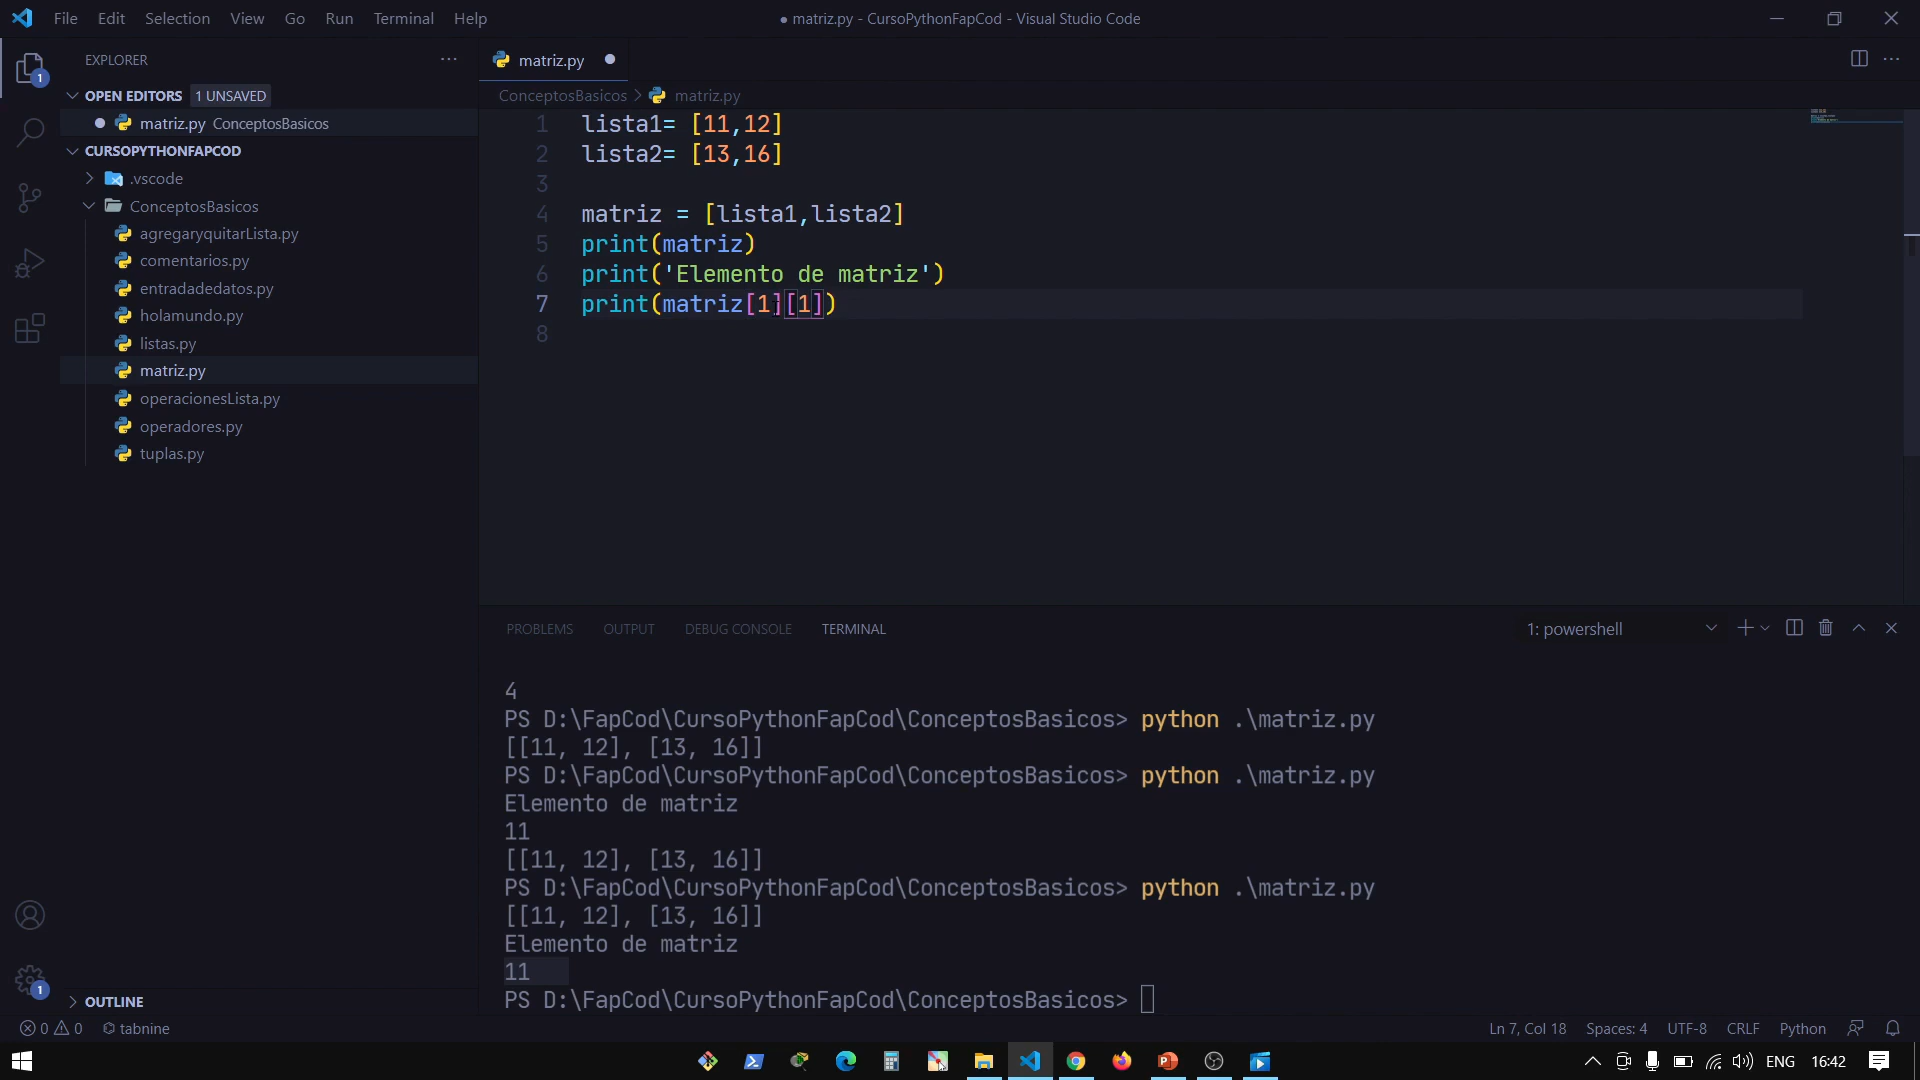 File Edit Selection View Go Run Terminal Help
● matriz.py - CursoPythonFapCod - Visual Studio Code
EXPLORER
OPEN EDITORS 1 UNSAVED
matriz.py ConceptosBasicos
CURSOPYTHONFAPCOD
.vscode
ConceptosBasicos
agregaryquitarLista.py
comentarios.py
entradadedatos.py
holamundo.py
listas.py
matriz.py
operacionesLista.py
operadores.py
tuplas.py
OUTLINE
1
1
matriz.py
ConceptosBasicos > matriz.py
1 lista1= [11,12]
2 lista2= [13,16]
3
4 matriz = [lista1,lista2]
5 print(matriz)
6 print('Elemento de matriz')
7 print(matriz[1][1])
8
PROBLEMS OUTPUT DEBUG CONSOLE TERMINAL
1: powershell
4
PS D:\FapCod\CursoPythonFapCod\ConceptosBasicos> python .\matriz.py
[[11, 12], [13, 16]]
PS D:\FapCod\CursoPythonFapCod\ConceptosBasicos> python .\matriz.py
Elemento de matriz
11
[[11, 12], [13, 16]]
PS D:\FapCod\CursoPythonFapCod\ConceptosBasicos> python .\matriz.py
[[11, 12], [13, 16]]
Elemento de matriz
11
PS D:\FapCod\CursoPythonFapCod\ConceptosBasicos>
0 0 tabnine
Ln 7, Col 18 Spaces: 4 UTF-8 CRLF Python
ENG 16:42